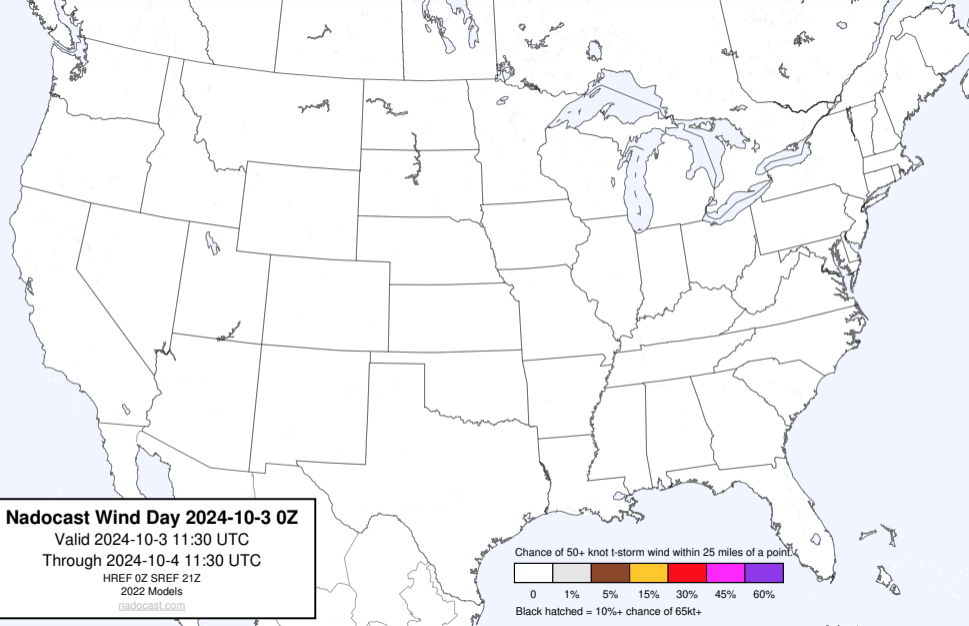 Nadocast Wind Day 2024-10-3 0Z
Valid 2024-10-3 11:30 UTC
Through 2024-10-4 11:30 UTC
HREF 0Z SREF 21Z
2022 Models
nadocast.com
Chance of 50+ knot t-storm wind within 25 miles of a point.
0 1% 5% 15% 30% 45% 60%
Black hatched = 10%+ chance of 65kt+